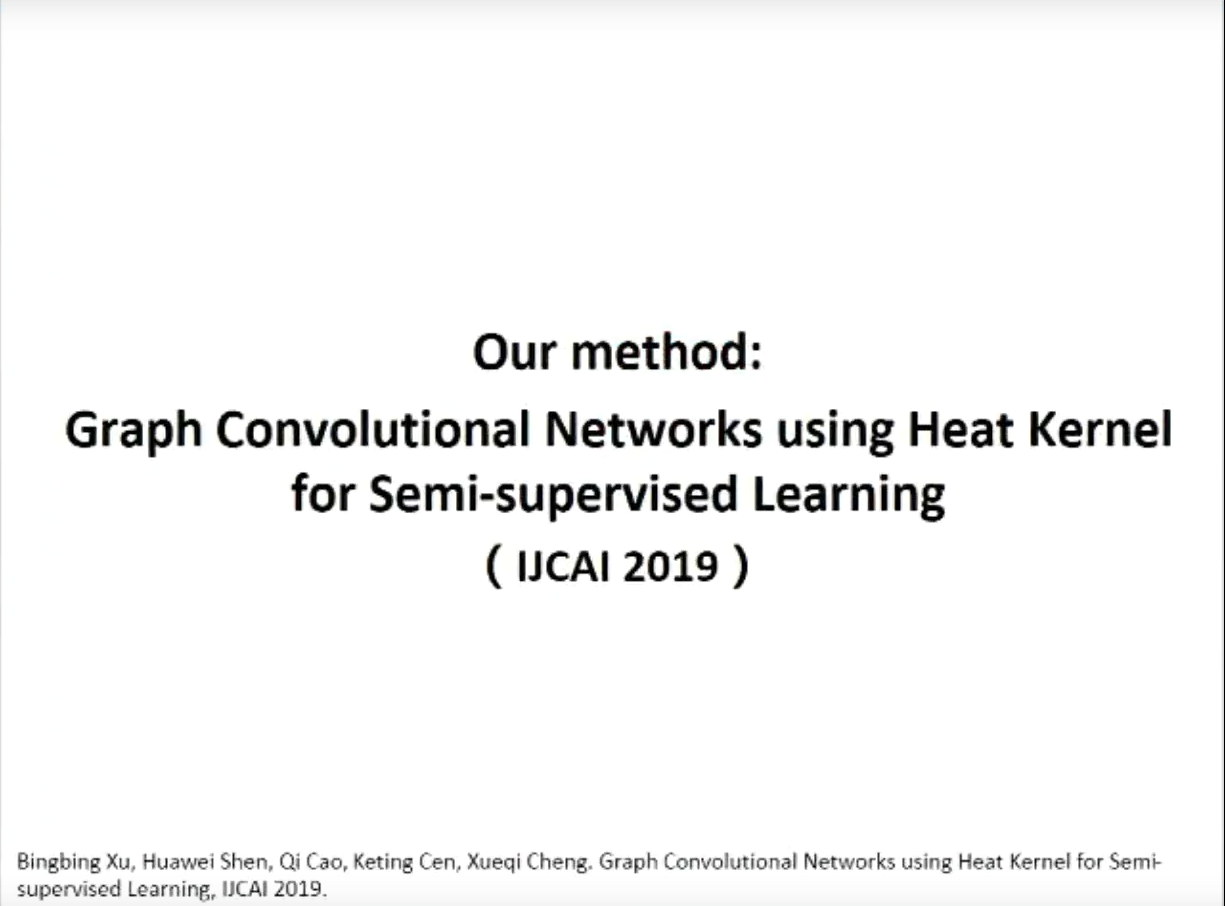 Our method:
Graph Convolutional Networks using Heat Kernel
for Semi-supervised Learning
( IJCAI 2019 )
Bingbing Xu, Huawei Shen, Qi Cao, Keting Cen, Xueqi Cheng. Graph Convolutional Networks using Heat Kernel for Semi-
supervised Learning, IJCAI 2019.